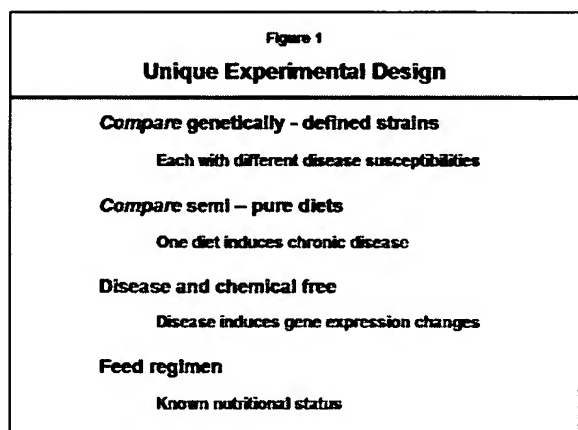 Figure 1
Unique Experimental Design
Compare genetically - defined strains
Each with different disease susceptibilities
Compare semi – pure diets
One diet induces chronic disease
Disease and chemical free
Disease induces gene expression changes
Feed regimen
Known nutritional status